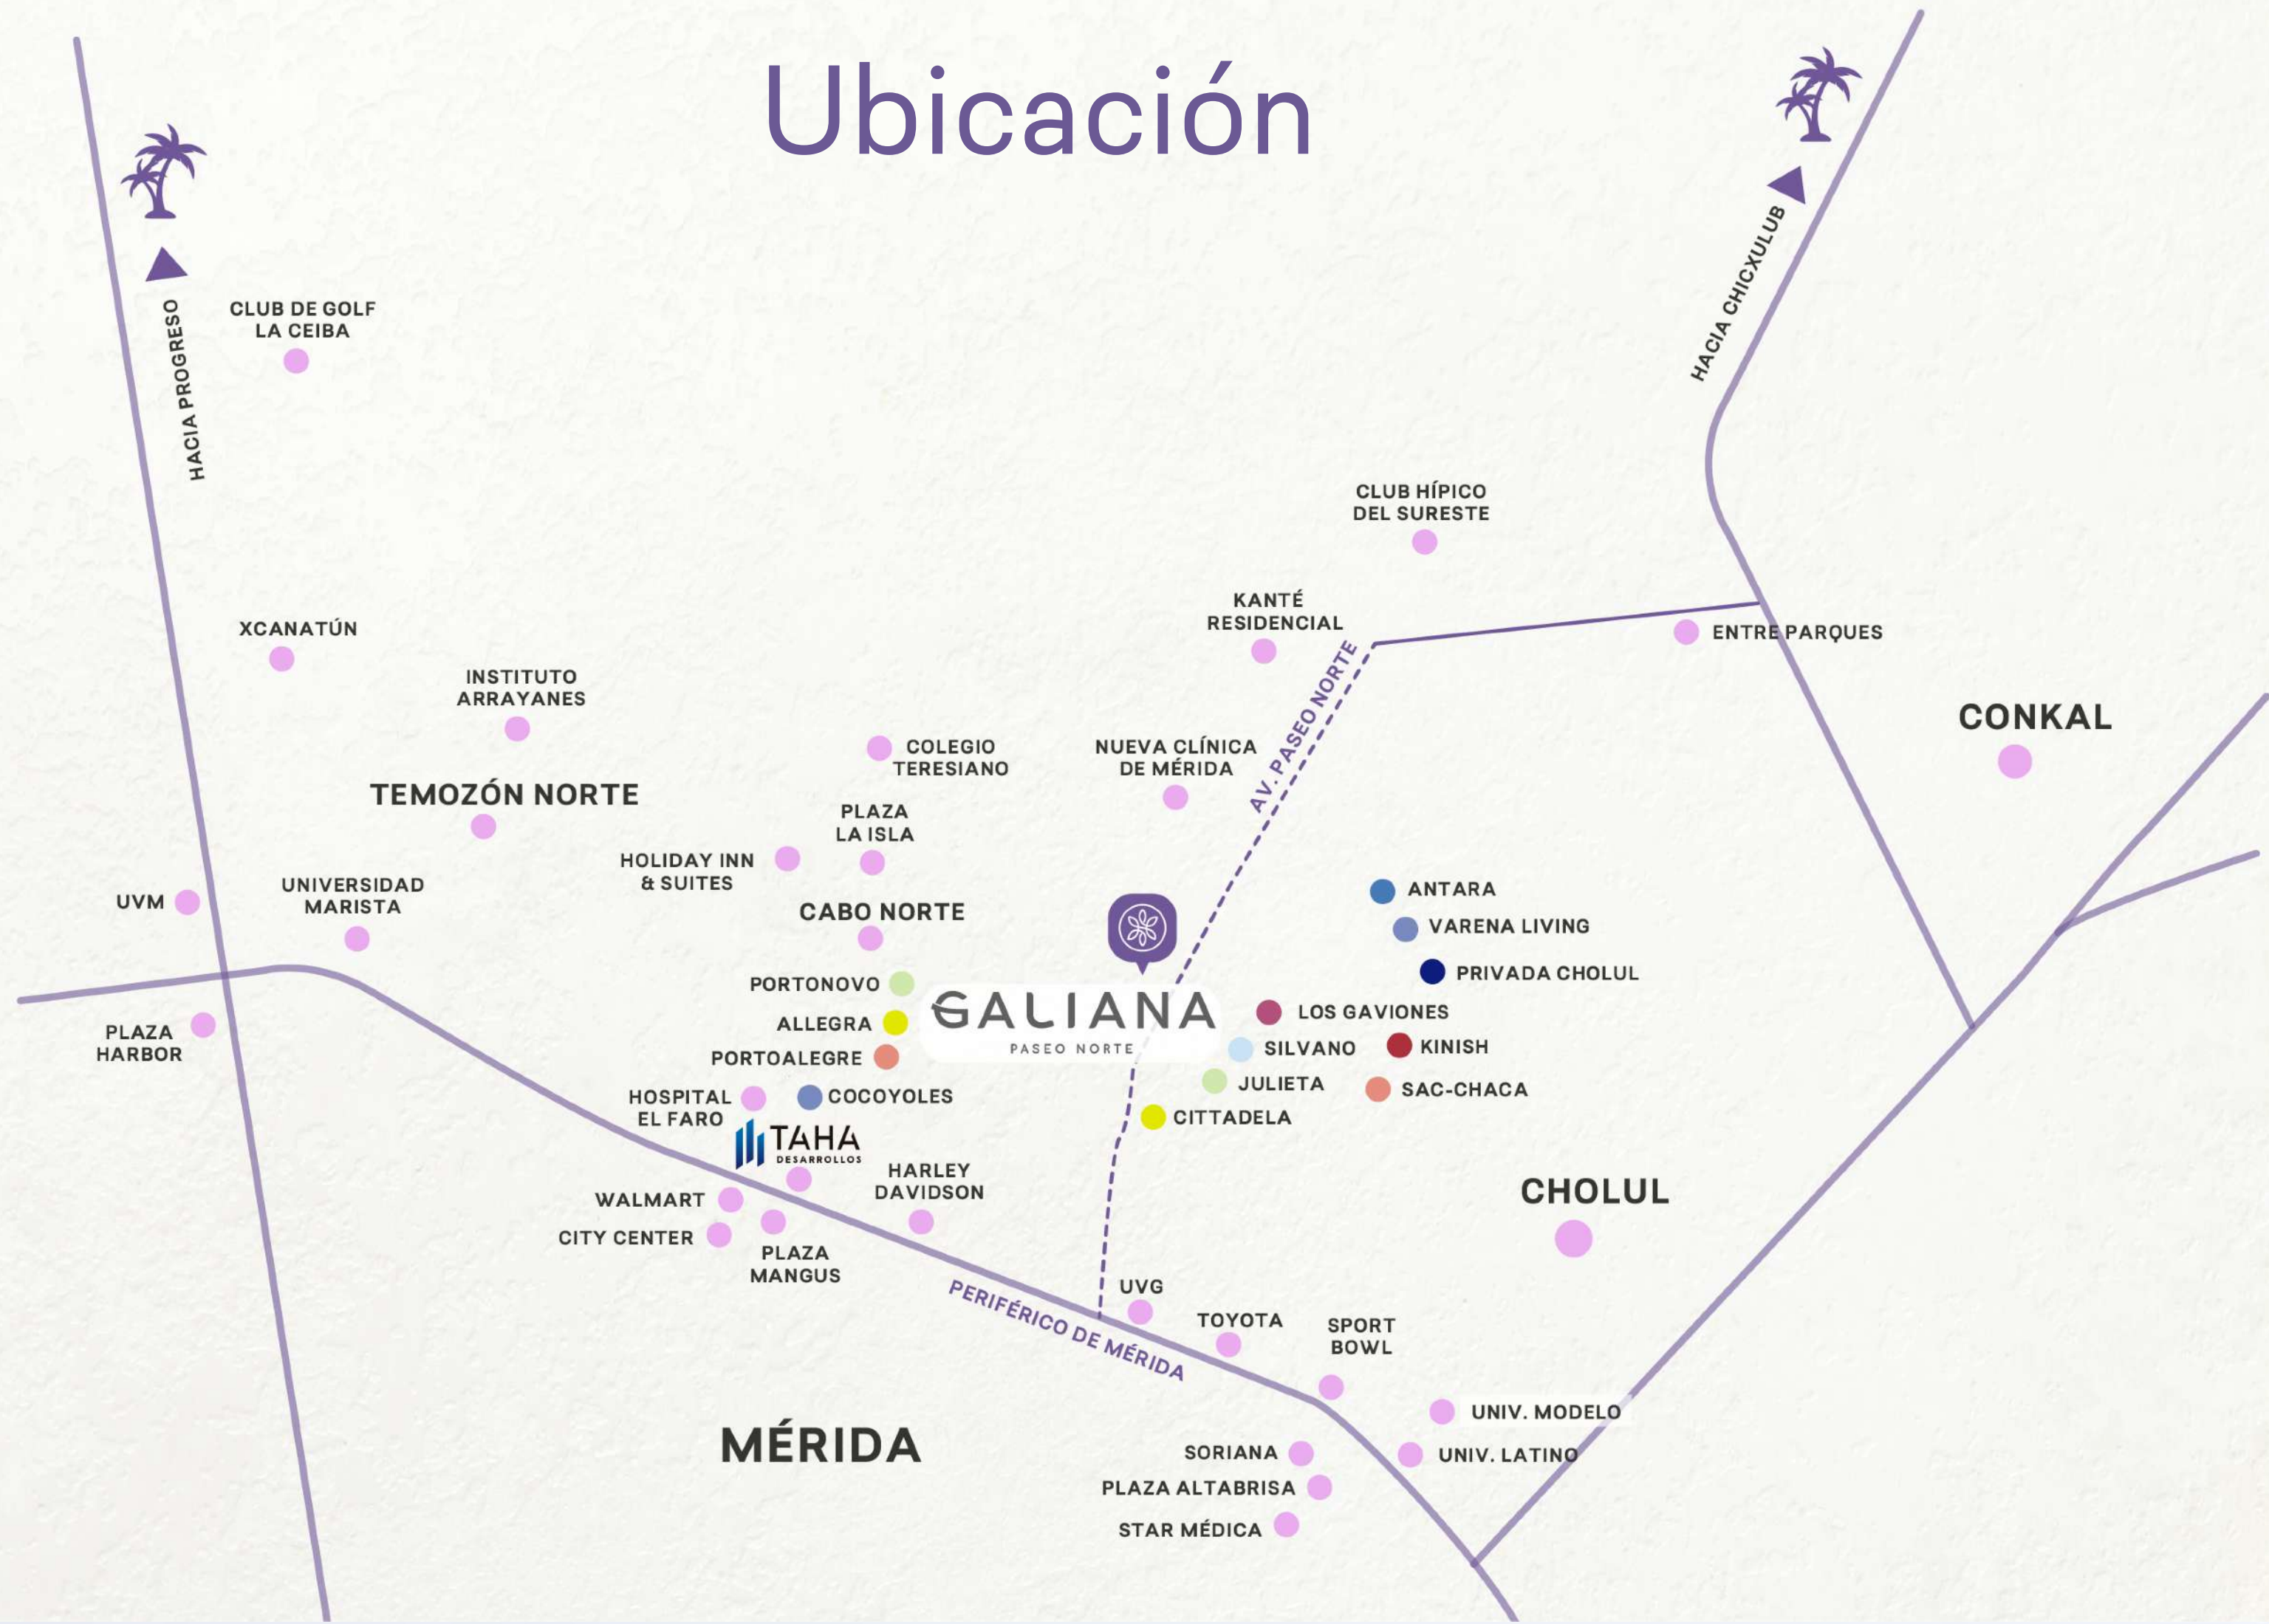 Ubicación
HACIA PROGRESO
CLUB DE GOLF
LA CEIBA
HACIA CHICXULUB
CLUB HÍPICO
DEL SURESTE
KANTÉ
RESIDENCIAL
XCANATÚN
ENTRE PARQUES
INSTITUTO
ARRAYANES
AV. PASEO NORTE
CONKAL
COLEGIO
TERESIANO
NUEVA CLÍNICA
DE MÉRIDA
TEMOZÓN NORTE
PLAZA
LA ISLA
HOLIDAY INN
& SUITES
UNIVERSIDAD
MARISTA
UVM
CABO NORTE
ANTARA
VARENA LIVING
PRIVADA CHOLUL
PORTONOVO
ALLEGRA
PORTOALEGRE
GALIANA
PASEO NORTE
LOS GAVIONES
SILVANO
KINISH
JULIETA
SAC-CHACA
CITTADELA
PLAZA
HARBOR
HOSPITAL
EL FARO
COCOYOLES
TAHA
DESARROLLOS
HARLEY
DAVIDSON
WALMART
CITY CENTER
PLAZA
MANGUS
CHOLUL
PERIFÉRICO DE MÉRIDA
UVG
TOYOTA
SPORT
BOWL
UNIV. MODELO
UNIV. LATINO
MÉRIDA
SORIANA
PLAZA ALTABRISA
STAR MÉDICA